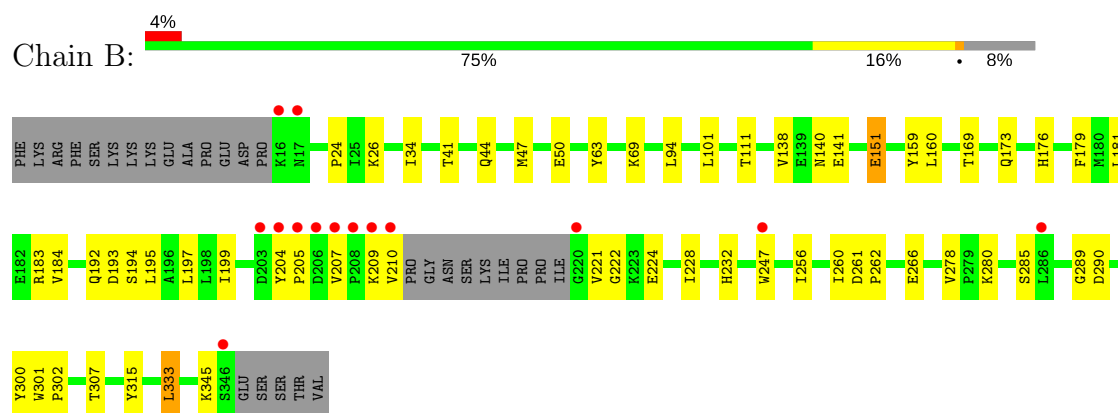 4%
Chain B:
75% 16% • 8%
PHE LYS ARG PHE SER LYS LYS LYS GLU ALA PRO GLU ASP PRO K16 N17 P24 I25 K26 I34 T41 Q44 M47 E50 Y63 K69 L94 L101 T111 V138 E139 N140 E141 E151 Y159 L160 T169 Q173 H176 F179 M180 L181
E182 R183 V184 Q192 D193 S194 L195 A196 L197 L198 I199 D203 Y204 P205 D206 V207 P208 K209 V210 PRO GLY ASN SER LYS ILE PRO PRO ILE G220 V221 G222 K223 E224 I228 H232 W247 I256 I260 D261 P262 E266 V278 P279 K280 S285 L286 G289 D290
Y300 W301 P302 T307 Y315 L333 K345 S346 GLU SER SER THR VAL